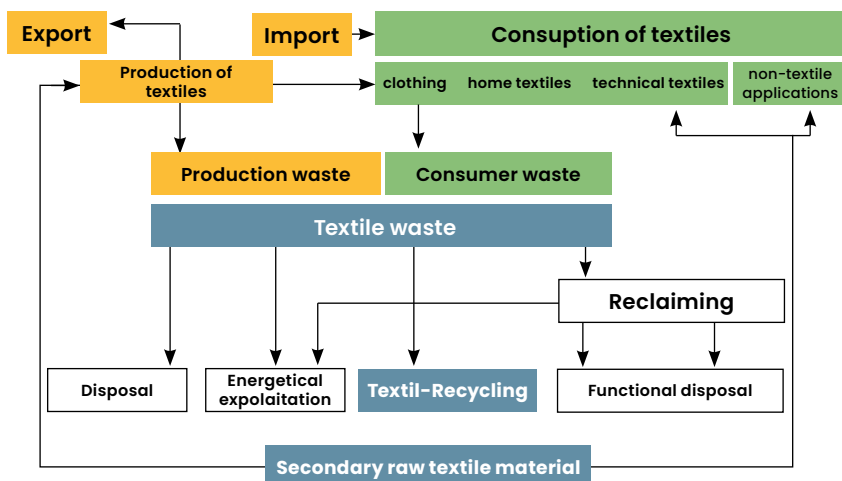 Export
Import
Consuption of textiles
Production of
textiles
clothing
home textiles
technical textiles
non-textile
applications
Production waste
Consumer waste
Textile waste
Reclaiming
Disposal
Energetical
expolaitation
Textil-Recycling
Functional disposal
Secondary raw textile material